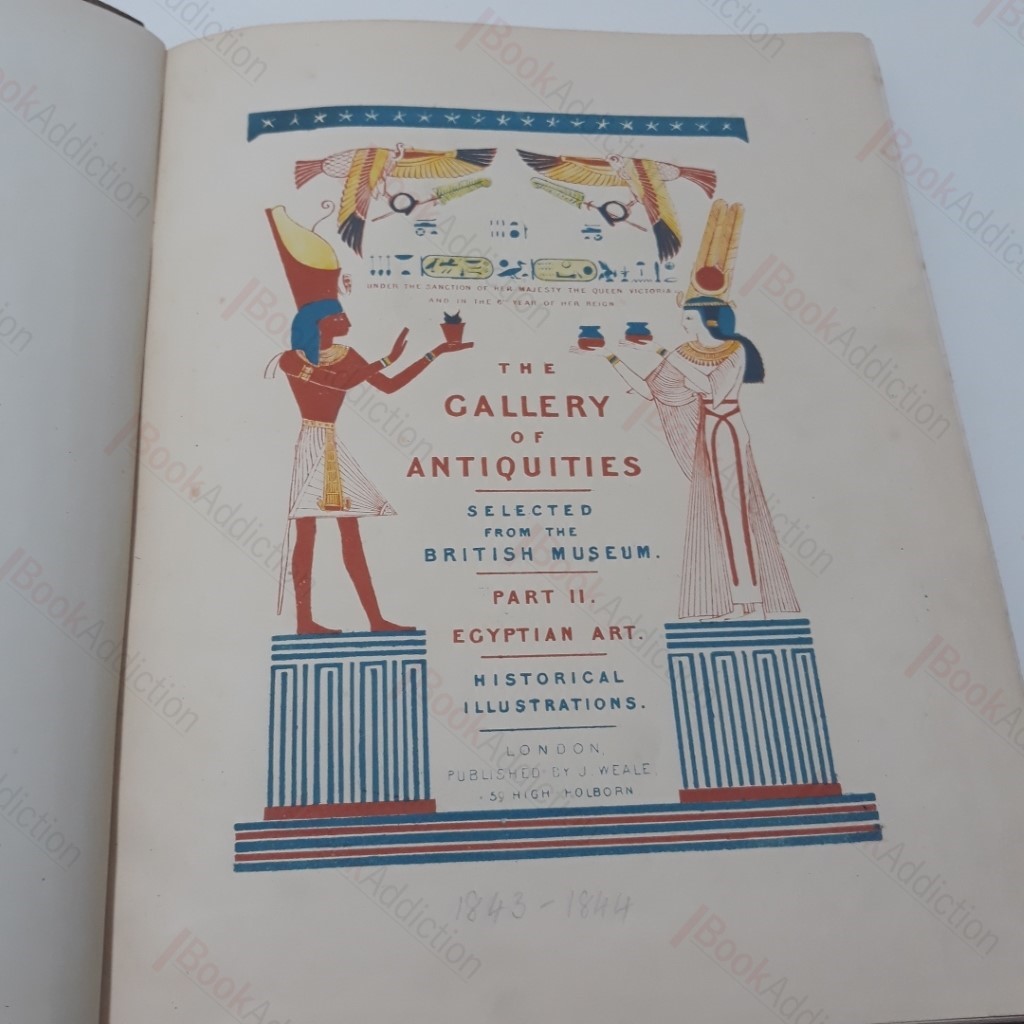 UNDER THE SANCTION OF HER MAJESTY THE QUEEN VICTORIA
AND IN THE 6 YEAR OF HER REIGN
THE
GALLERY
OF
ANTIQUITIES
SELECTED
FROM THE
BRITISH MUSEUM.
PART II.
EGYPTIAN ART.
HISTORICAL
ILLUSTRATIONS.
LONDON,
PUBLISHED BY J. WEALE,
59 HIGH HOLBORN
1843 - 1844
BookAddiction